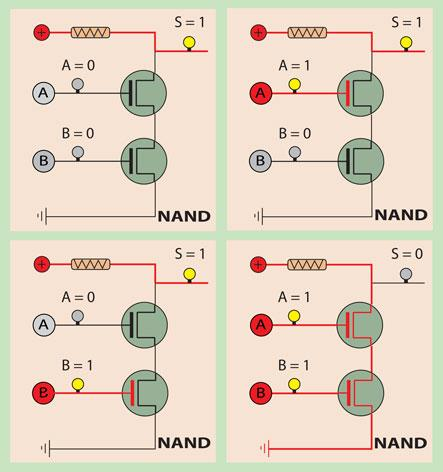 +
S = 1
A = 0
A
B = 0
B
NAND
+
S = 1
A = 1
A
B = 0
B
NAND
+
S = 1
A = 0
A
B = 1
B
NAND
+
S = 0
A = 1
A
B = 1
B
NAND